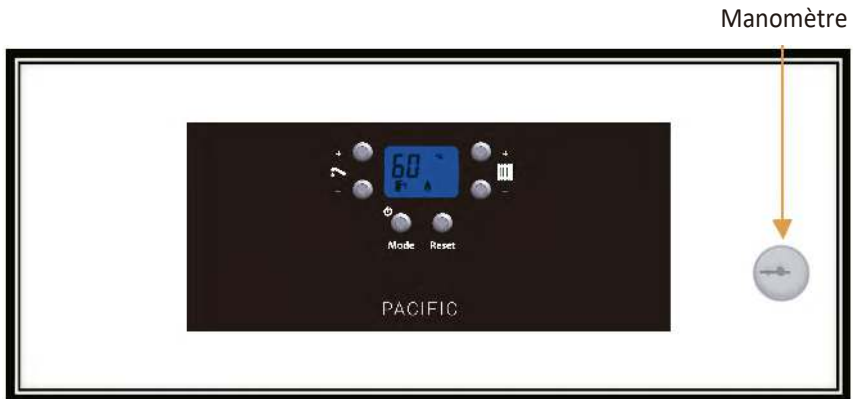 Manomètre
+ +
60 °c
- -
Mode Reset
PACIFIC